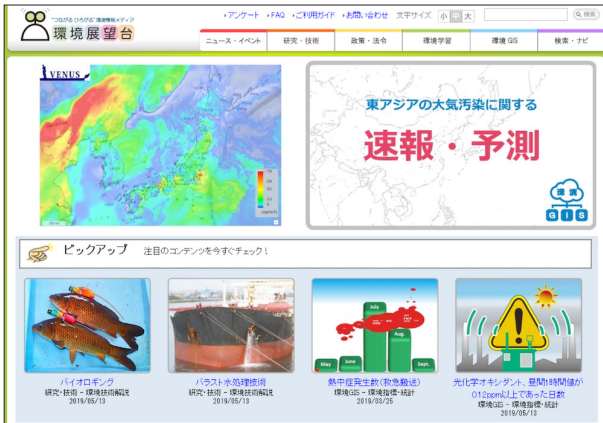 "つながる ひろがる"環境情報メディア
環境展望台
アンケート FAQ ご利用ガイド お問い合わせ 文字サイズ 小 中 大 検索
ニュース・イベント 研究・技術 政策・法令 環境学習 環境 GIS 検索・ナビ
VENUS
東アジアの大気汚染に関する
速報・予測
環境
GIS
ピックアップ 注目のコンテンツを今すぐチェック！
May June July Aug. Sept.
バイオロギング
研究・技術 - 環境技術解説
2019/05/13
バラスト水処理技術
研究・技術 - 環境技術解説
2019/05/13
熱中症発生数(救急搬送)
環境GIS - 環境指標・統計
2019/03/25
光化学オキシダント、昼間1時間値が
0.12ppm以上であった日数
環境GIS - 環境指標・統計
2019/05/13